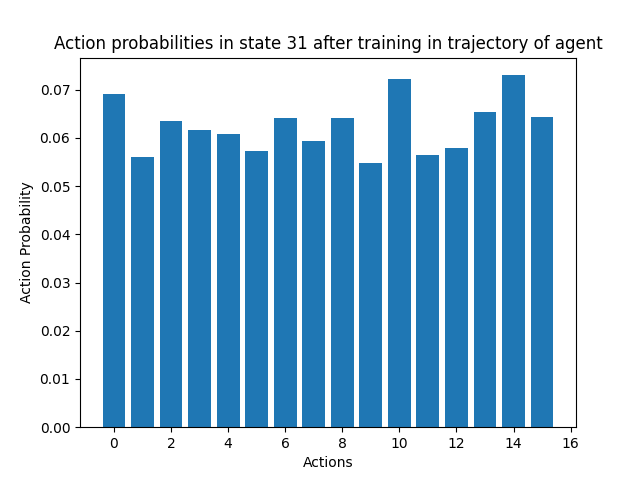 Action probabilities in state 31 after training in trajectory of agent
0.07
0.06
0.05
0.04
0.03
0.02
0.01
0.00
Action Probability
0 2 4 6 8 10 12 14 16
Actions